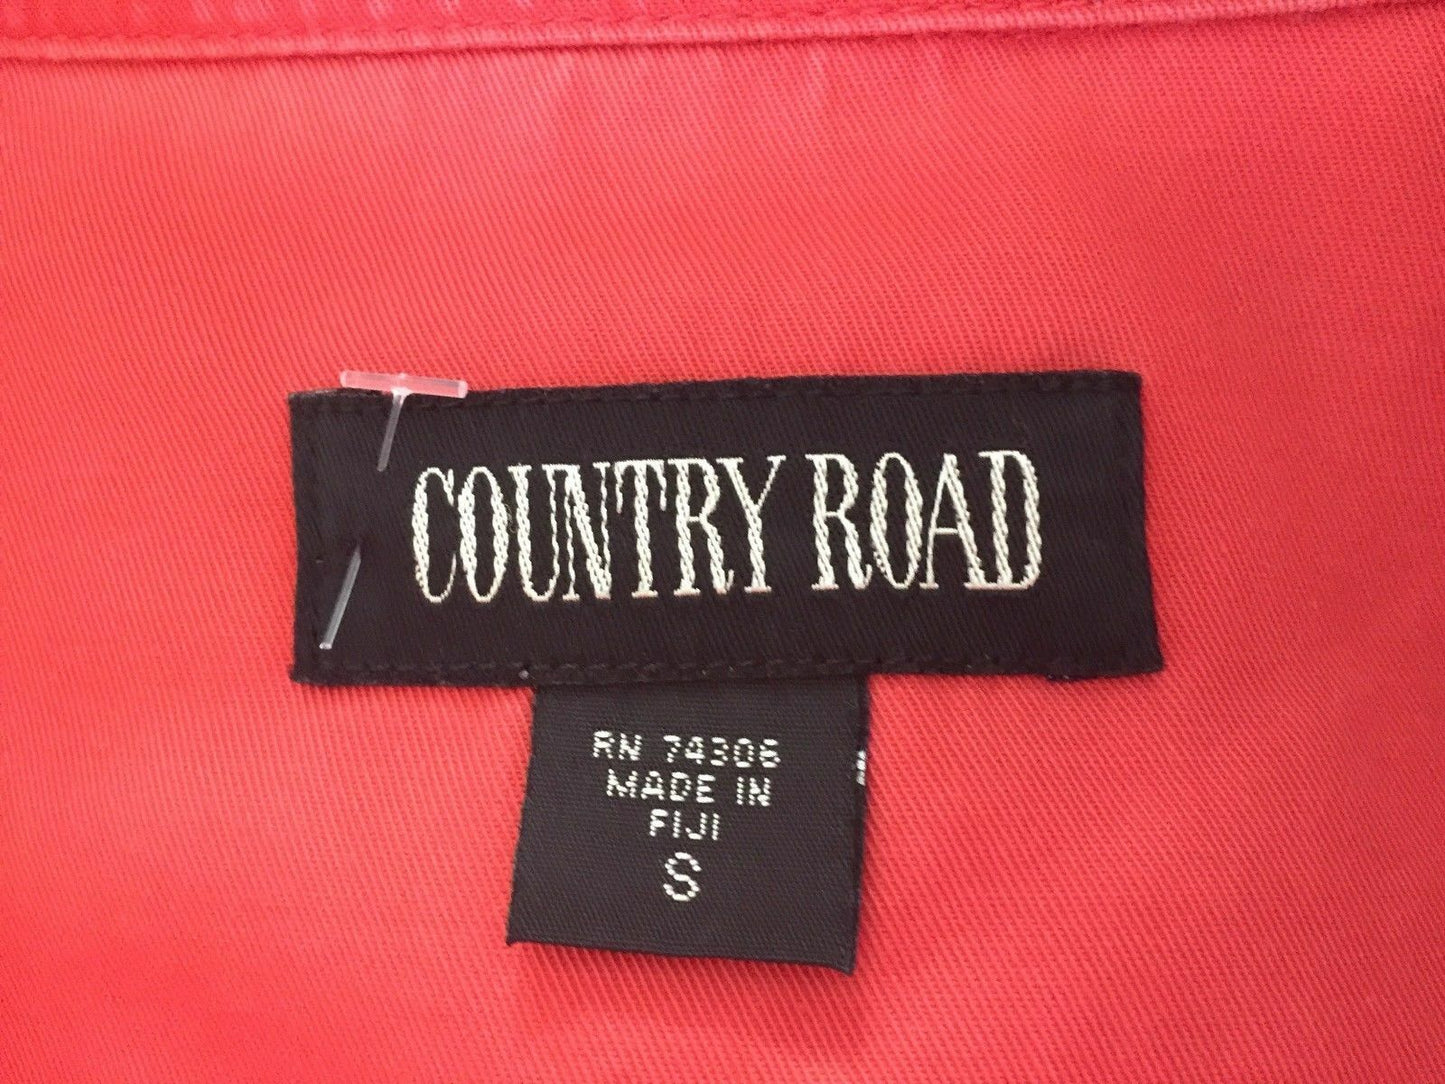 COUNTRY ROAD
RN 74306
MADE IN
FIJI
S